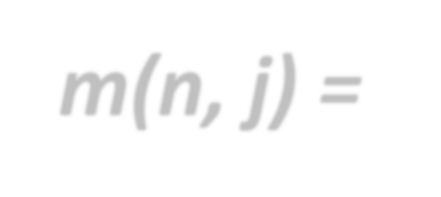 m(n, j) =